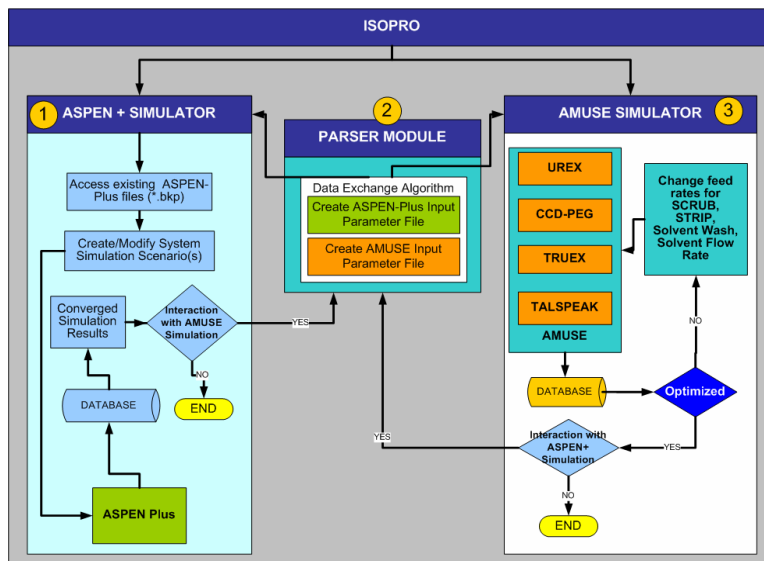 ISOPRO
1
ASPEN + SIMULATOR
Access existing ASPEN-
Plus files (*.bkp)
Create/Modify System
Simulation Scenario(s)
Converged
Simulation
Results
Interaction
with AMUSE
Simulation
YES
NO
END
DATABASE
ASPEN Plus
2
PARSER MODULE
Data Exchange Algorithm
Create ASPEN-Plus Input
Parameter File
Create AMUSE Input
Parameter File
AMUSE SIMULATOR
3
UREX
CCD-PEG
TRUEX
TALSPEAK
AMUSE
Change feed
rates for
SCRUB,
STRIP,
Solvent Wash,
Solvent Flow
Rate
NO
DATABASE
Optimized
YES
Interaction with
ASPEN+
Simulation
YES
NO
END